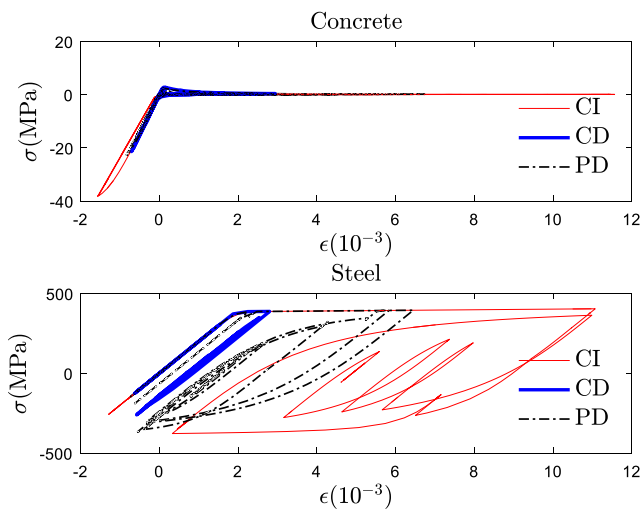 Concrete
20
0
-20
-40
σ(MPa)
CI
CD
PD
-2 0 2 4 6 8 10 12
ϵ(10⁻³)
Steel
500
0
-500
σ(MPa)
CI
CD
PD
-2 0 2 4 6 8 10 12
ϵ(10⁻³)